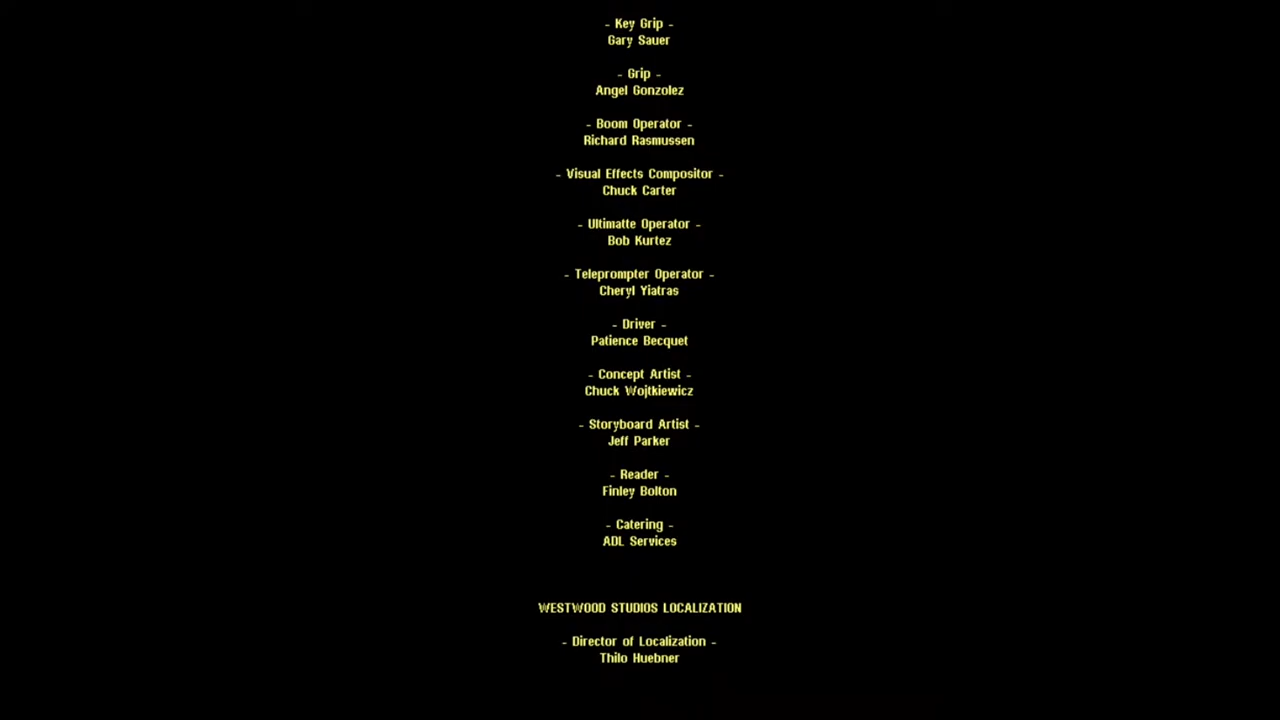 - Key Grip -
Gary Sauer
- Grip -
Angel Gonzolez
- Boom Operator -
Richard Rasmussen
- Visual Effects Compositor -
Chuck Carter
- Ultimatte Operator -
Bob Kurtez
- Teleprompter Operator -
Cheryl Yiatras
- Driver -
Patience Becquet
- Concept Artist -
Chuck Wojtkiewicz
- Storyboard Artist -
Jeff Parker
- Reader -
Finley Bolton
- Catering -
ADL Services
WESTWOOD STUDIOS LOCALIZATION
- Director of Localization -
Thilo Huebner